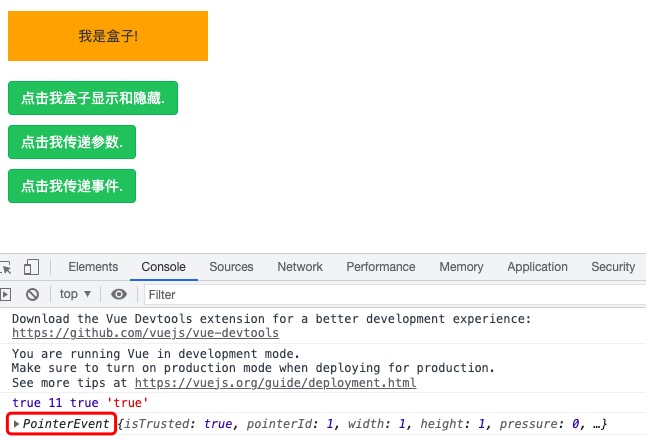 我是盒子!
点击我盒子显示和隐藏.
点击我传递参数.
点击我传递事件.
Elements Console Sources Network Performance Memory Application Security
top ▼ Filter
Download the Vue Devtools extension for a better development experience:
https://github.com/vuejs/vue-devtools
You are running Vue in development mode.
Make sure to turn on production mode when deploying for production.
See more tips at https://vuejs.org/guide/deployment.html
true 11 true 'true'
PointerEvent {isTrusted: true, pointerId: 1, width: 1, height: 1, pressure: 0, …}